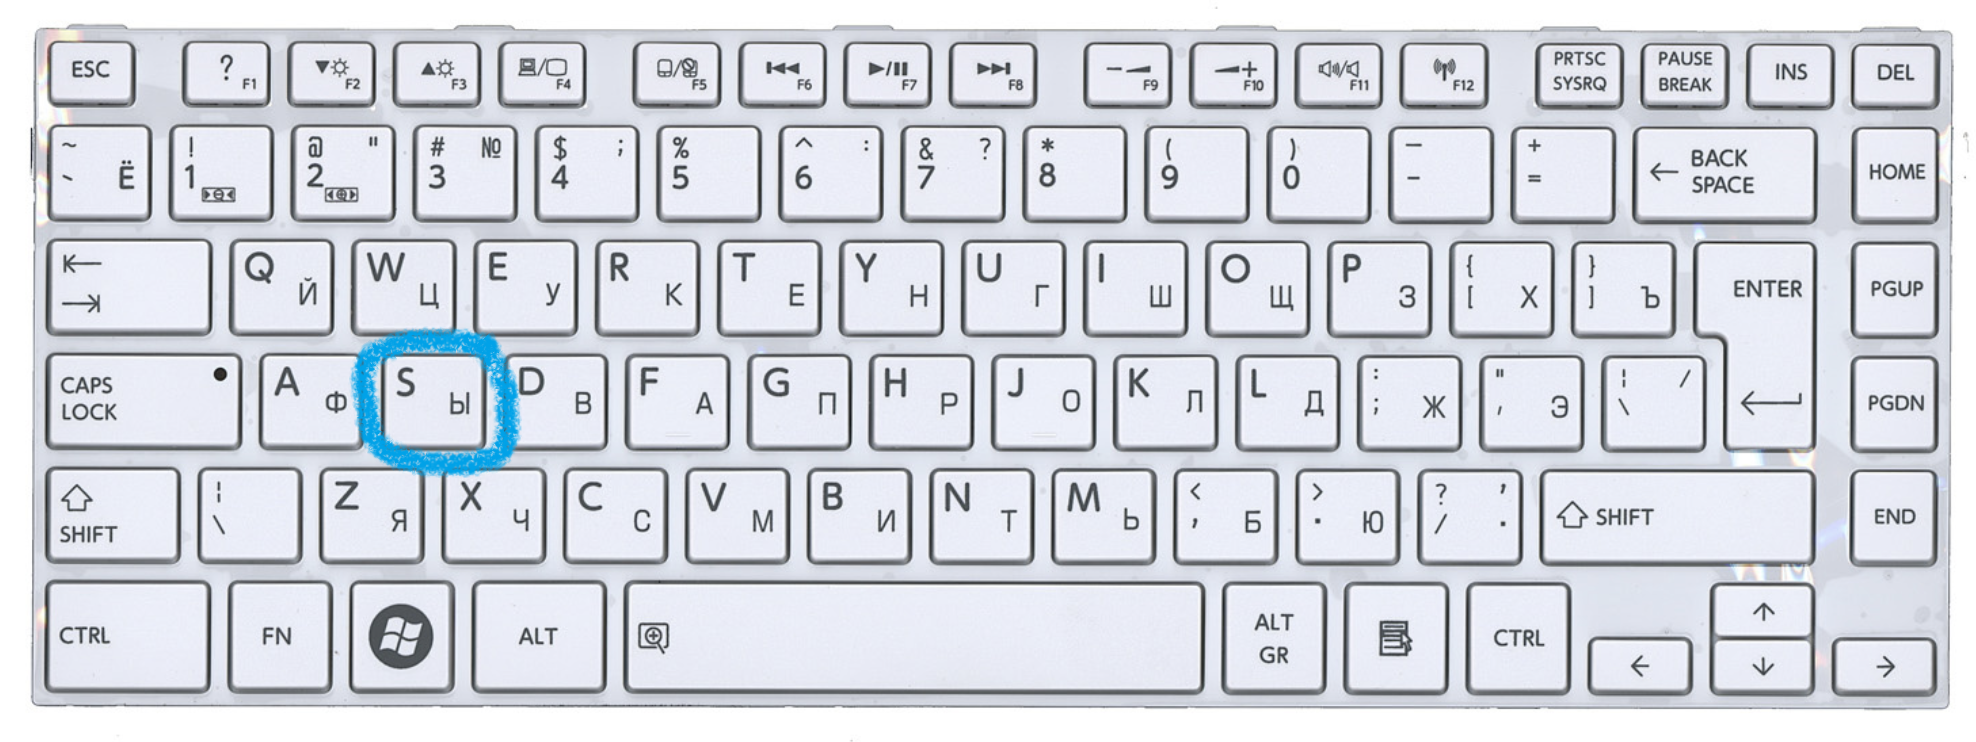 ESC ? F1 F2 F3 F4 F5 F6 F7 F8 − F9 + F10 F11 F12 PRTSC SYSRQ PAUSE BREAK INS DEL
~ ` Ё ! 1 @ " 2 # № 3 $ ; 4 % 5 ^ : 6 & ? 7 * 8 ( 9 ) 0 _ - + = ← BACK SPACE HOME
Q Й W Ц E У R К T Е Y Н U Г I Ш O Щ P З { [ Х } ] Ъ ENTER PGUP
CAPS LOCK A Ф S Ы D В F А G П H Р J О K Л L Д : ; Ж " ' Э ¦ / \ PGDN
SHIFT ¦ \ Z Я X Ч C С V М B И N Т M Ь < , Б > . Ю ? , / . SHIFT END
CTRL FN ALT ALT GR CTRL ← ↑ ↓ →